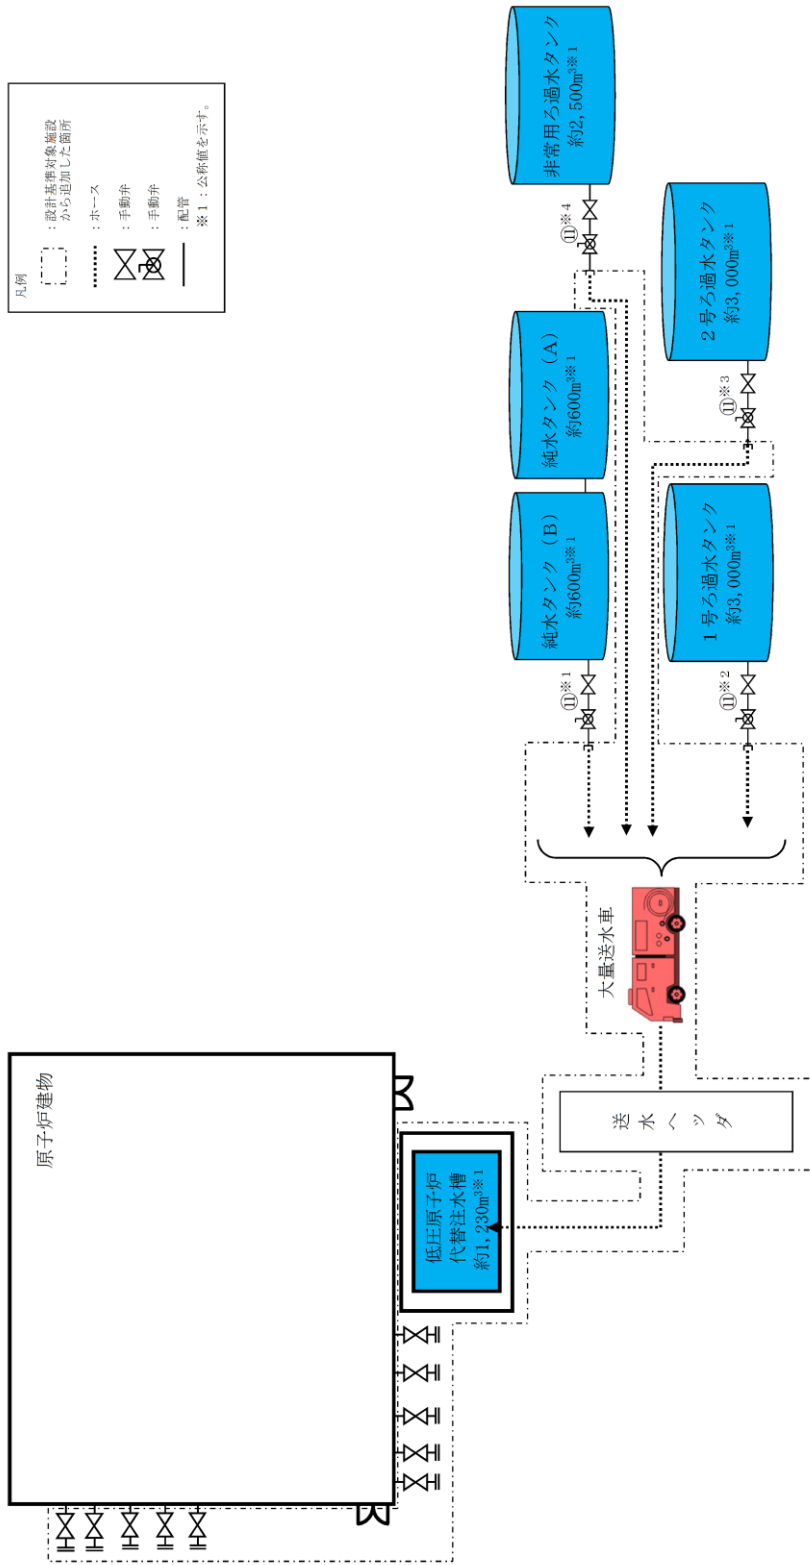 原子炉建物
低圧原子炉
代替注水槽
約1,230m³※1
送水ヘッダ
大量送水車
⑪※1
純水タンク（B）
約600m³※1
純水タンク（A）
約600m³※1
⑪※4
非常用ろ過水タンク
約2,500m³※1
⑪※2
1号ろ過水タンク
約3,000m³※1
⑪※3
2号ろ過水タンク
約3,000m³※1
凡例
：設計基準対象施設
から追加した箇所
：ホース
：手動弁
：手動弁
：配管
※1：公称値を示す。